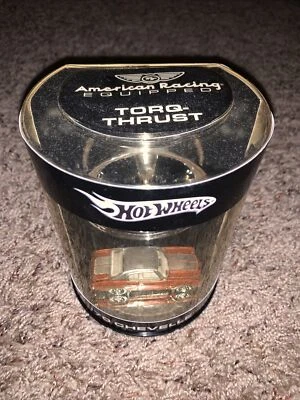 American Racing
EQUIPPED
TORQ-
THRUST
HOT WHEELS
CHEVELLE